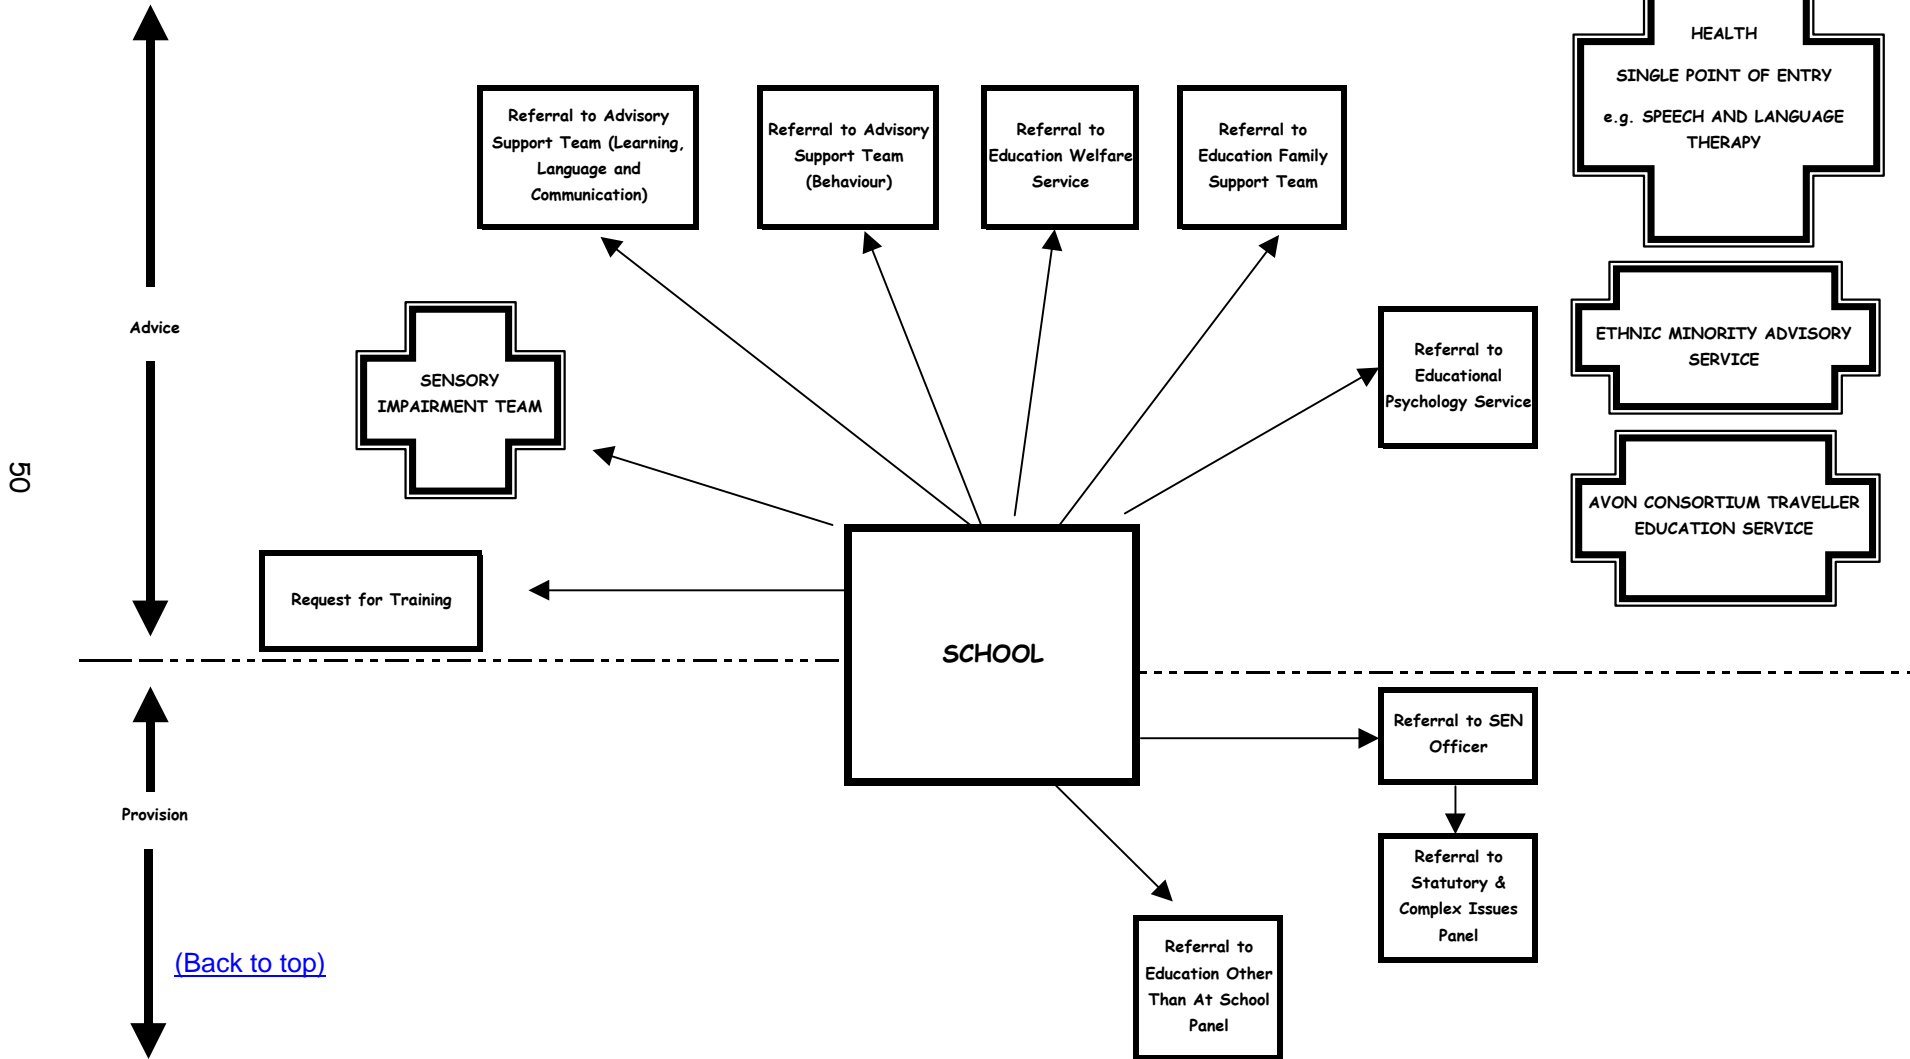 HEALTH
SINGLE POINT OF ENTRY
e.g. SPEECH AND LANGUAGE
THERAPY
Referral to Advisory
Support Team (Learning,
Language and
Communication)
Referral to Advisory
Support Team
(Behaviour)
Referral to
Education Welfare
Service
Referral to
Education Family
Support Team
Advice
SENSORY
IMPAIRMENT TEAM
Referral to
Educational
Psychology Service
ETHNIC MINORITY ADVISORY
SERVICE
AVON CONSORTIUM TRAVELLER
EDUCATION SERVICE
50
Request for Training
SCHOOL
Referral to SEN
Officer
Provision
Referral to
Statutory &
Complex Issues
Panel
(Back to top)
Referral to
Education Other
Than At School
Panel